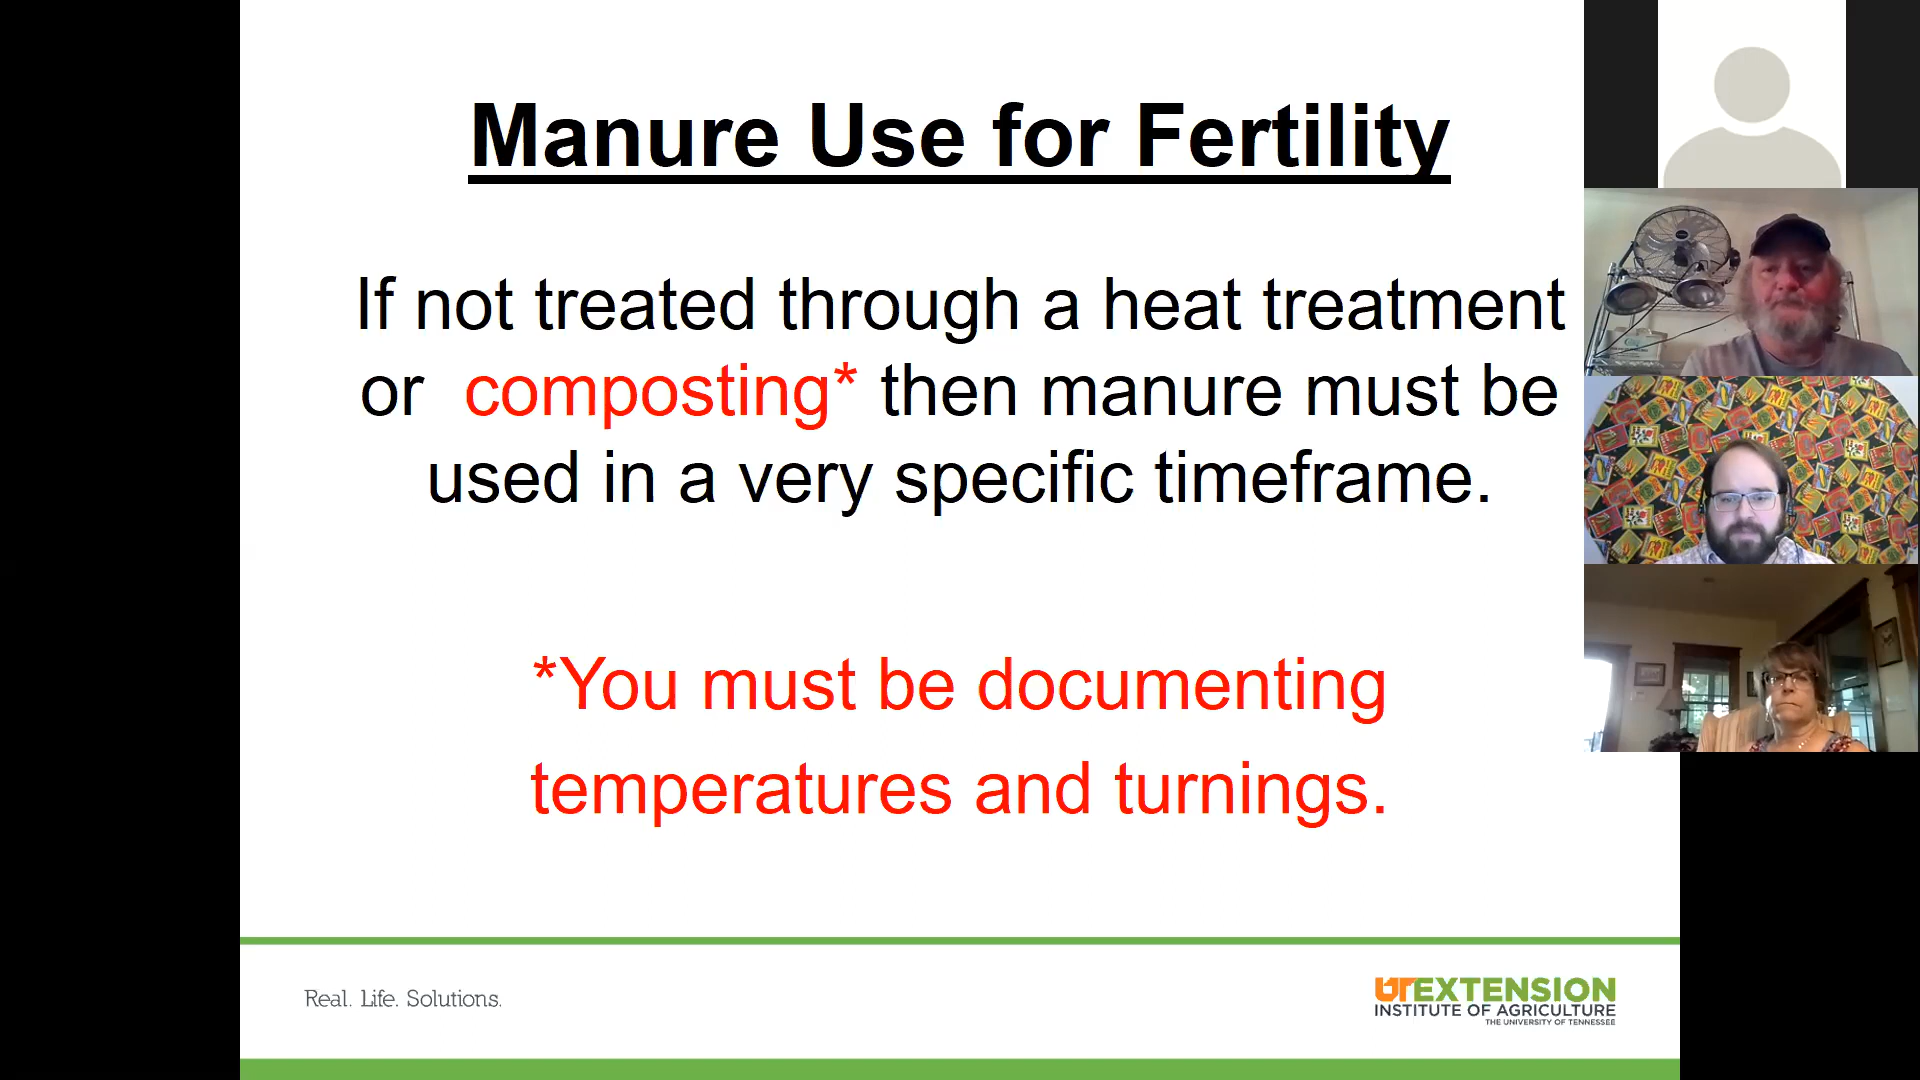 Manure Use for Fertility
If not treated through a heat treatment
or composting* then manure must be
used in a very specific timeframe.
*You must be documenting
temperatures and turnings.
Real. Life. Solutions.
UTEXTENSION
INSTITUTE OF AGRICULTURE
THE UNIVERSITY OF TENNESSEE